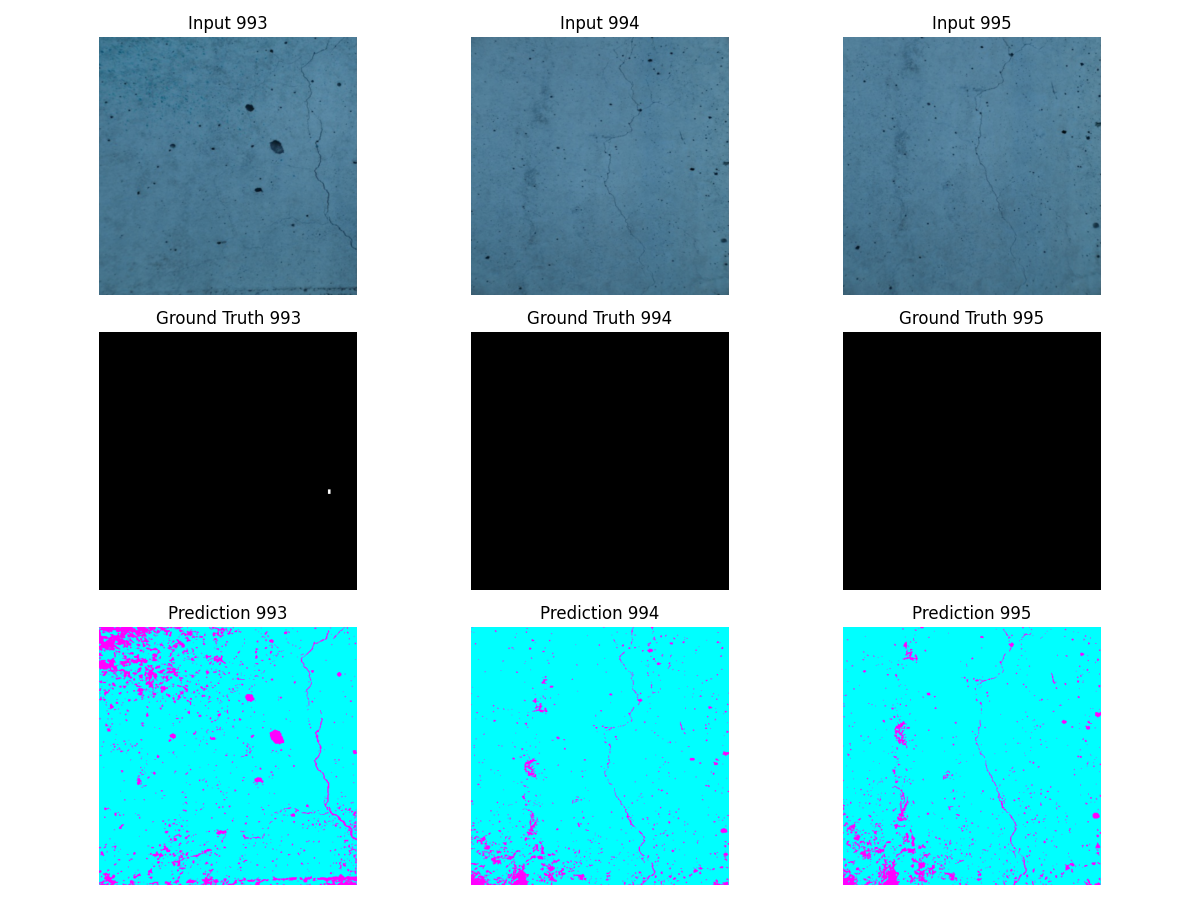 Input 993
Input 994
Input 995
Ground Truth 993
Ground Truth 994
Ground Truth 995
Prediction 993
Prediction 994
Prediction 995